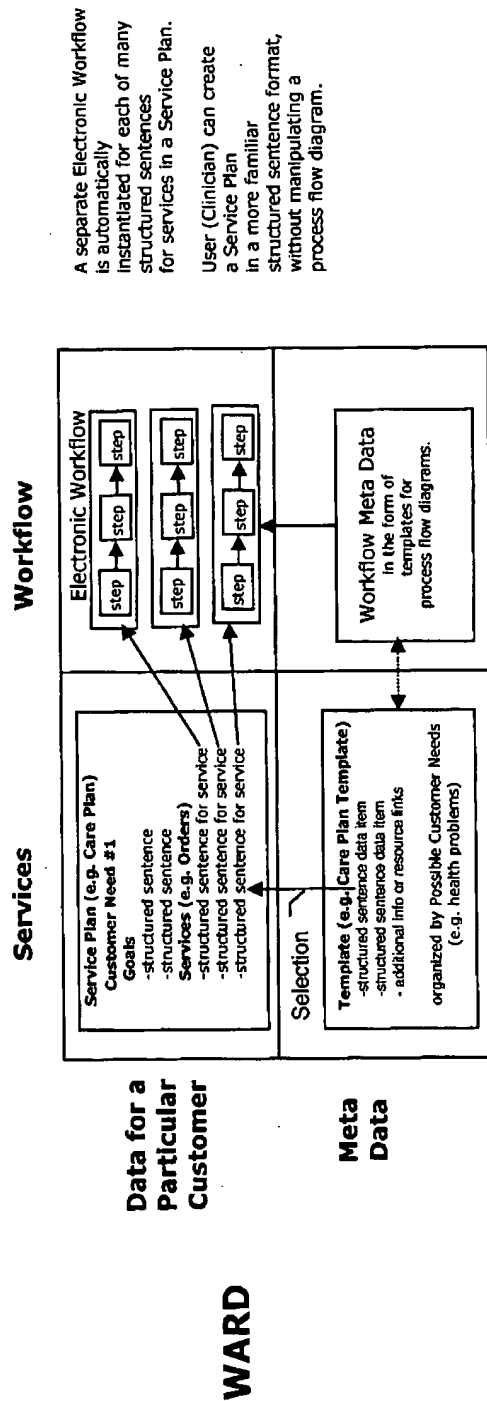 WARD
Services
Workflow
Data for a
Particular
Customer
Service Plan (e.g. Care Plan)
Customer Need #1
Goals
-structured sentence
-structured sentence
Services (e.g. Orders)
-structured sentence for service
-structured sentence for service
-structured sentence for service
Electronic Workflow
step
step
step
step
step
step
step
step
step
Meta
Data
Selection
Template (e.g. Care Plan Template)
-structured sentence data item
-structured sentence data item
- additional info or resource links
organized by Possible Customer Needs
(e.g. health problems)
Workflow Meta Data
in the form of
templates for
process flow diagrams.
A separate Electronic Workflow
is automatically
instantiated for each of many
structured sentences
for services in a Service Plan.
User (Clinician) can create
a Service Plan
in a more familiar
structured sentence format,
without manipulating a
process flow diagram.